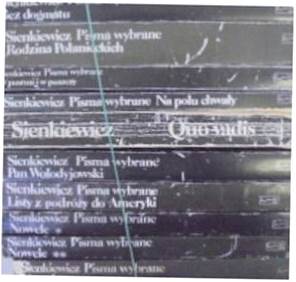 Bez dogmatu
Sienkiewicz Pisma wybrane
Rodzina Połanieckich
Sienkiewicz Pisma wybrane
Sienkiewicz Pisma wybrane Na polu chwały
Sienkiewicz Quo vadis
Sienkiewicz Pisma wybrane
Pan Wołodyjowski
Sienkiewicz Pisma wybrane
Listy z podróży do Ameryki
Sienkiewicz Pisma wybrane
Nowele *
Sienkiewicz Pisma wybrane
Nowele **
Sienkiewicz Pisma wybrane